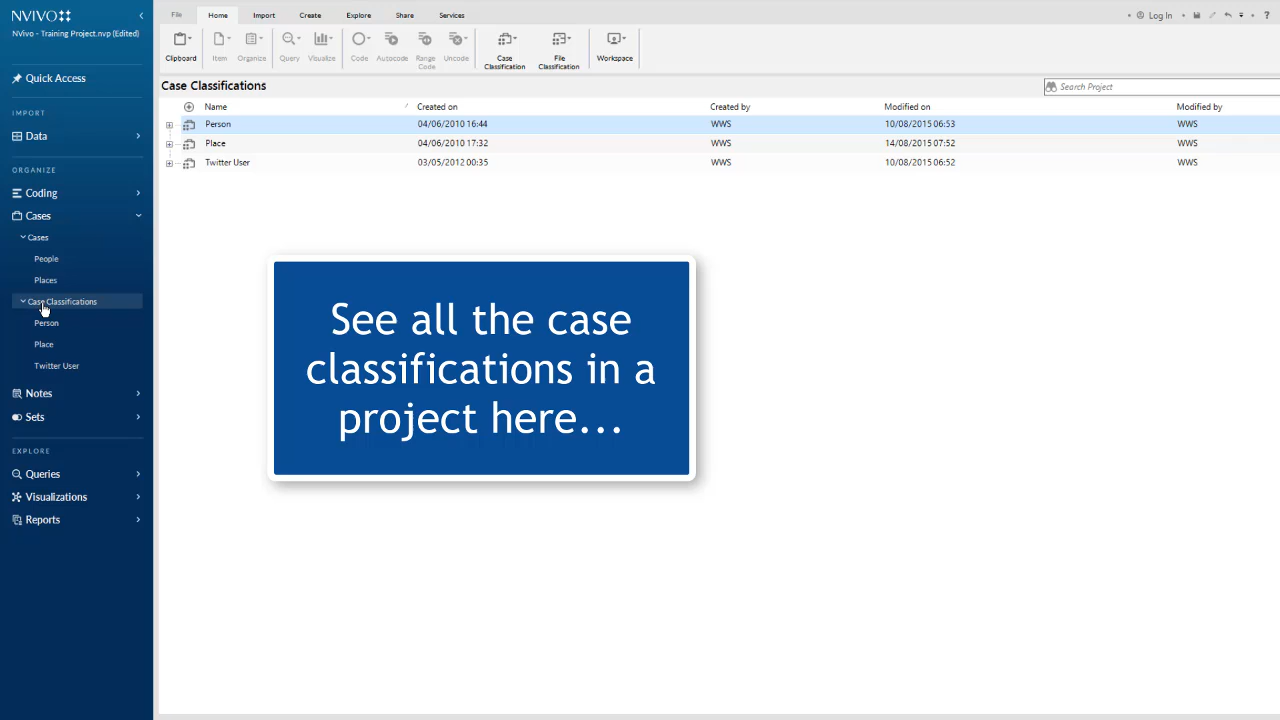 NVIVO
NVivo - Training Project.nvp (Edited)
Quick Access
IMPORT
Data
ORGANIZE
Coding
Cases
Cases
People
Places
Case Classifications
Person
Place
Twitter User
Notes
Sets
EXPLORE
Queries
Visualizations
Reports
File Home Import Create Explore Share Services
Log In ?
Clipboard Item Organize Query Visualize Code Autocode Range Code Uncode Case Classification File Classification Workspace
Case Classifications
Search Project
Name Created on Created by Modified on Modified by
Person 04/06/2010 16:44 WWS 10/08/2015 06:53 WWS
Place 04/06/2010 17:32 WWS 14/08/2015 07:52 WWS
Twitter User 03/05/2012 00:35 WWS 10/08/2015 06:52 WWS
See all the case
classifications in a
project here...